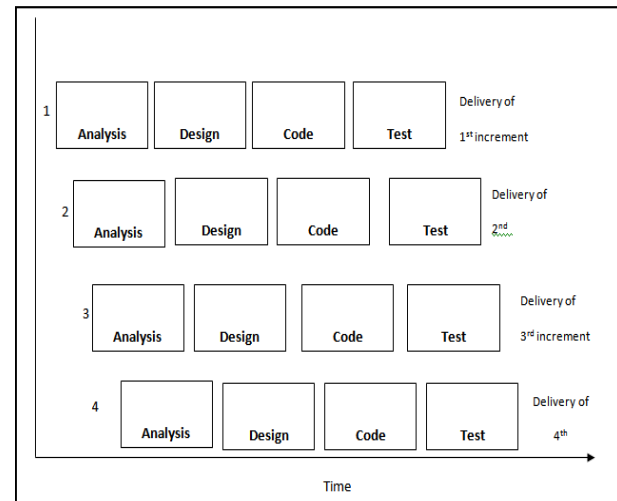 1
Analysis
Design
Code
Test
Delivery of
1st increment
2
Analysis
Design
Code
Test
Delivery of
2nd
3
Analysis
Design
Code
Test
Delivery of
3rd increment
4
Analysis
Design
Code
Test
Delivery of
4th
Time